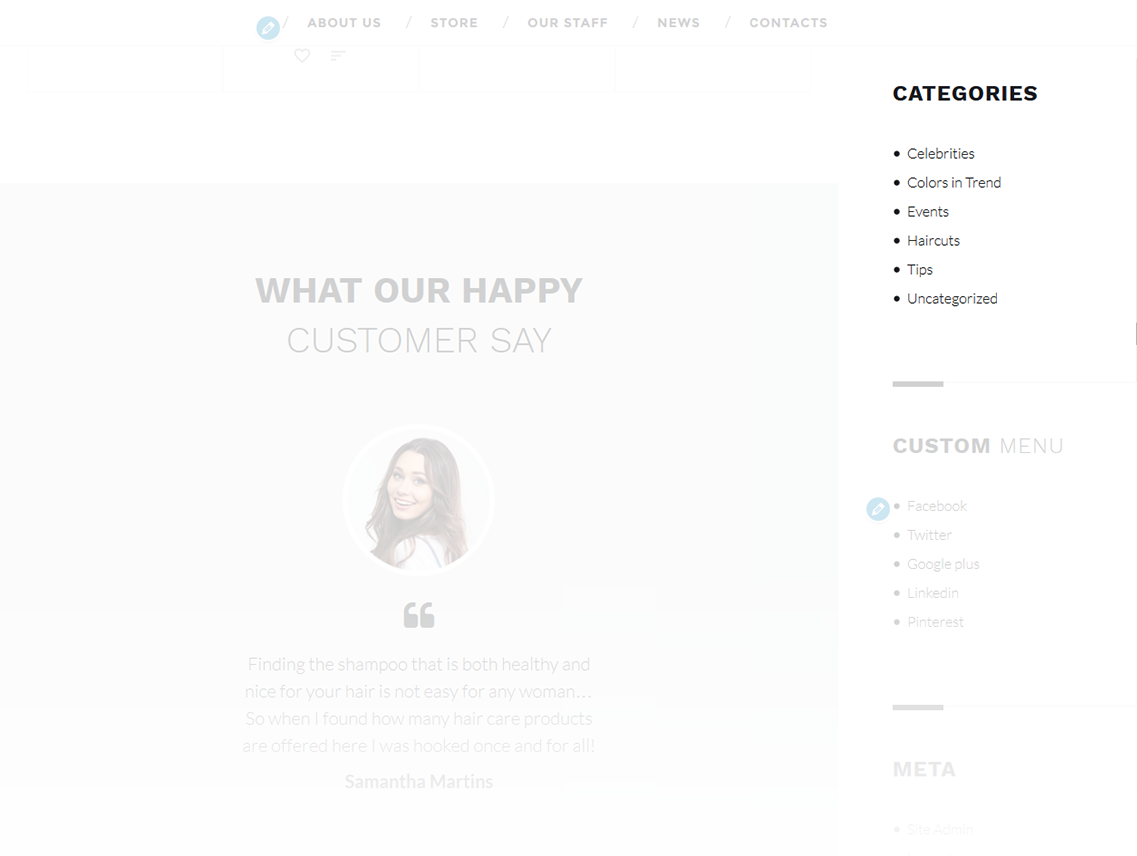 / ABOUT US / STORE / OUR STAFF / NEWS / CONTACTS
CATEGORIES
Celebrities
Colors in Trend
Events
Haircuts
Tips
Uncategorized
WHAT OUR HAPPY
CUSTOMER SAY
Finding the shampoo that is both healthy and
nice for your hair is not easy for any woman…
So when I found how many hair care products
are offered here I was hooked once and for all!
Samantha Martins
CUSTOM MENU
Facebook
Twitter
Google plus
Linkedin
Pinterest
META
Site Admin